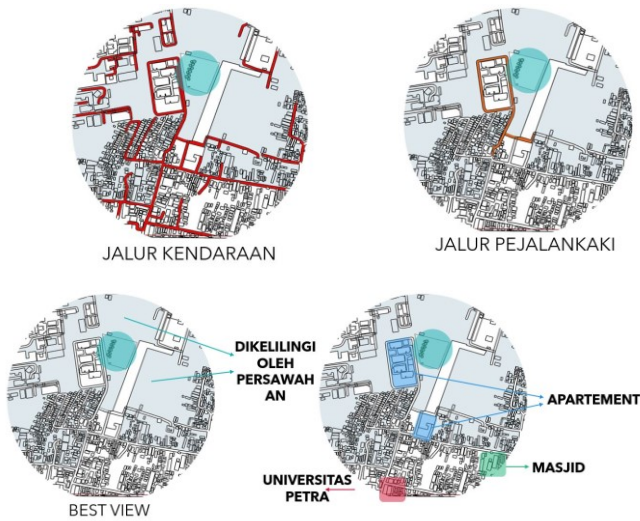 JALUR KENDARAAN
JALUR PEJALANKAKI
DIKELILINGI
OLEH
PERSAWAH
AN
BEST VIEW
APARTEMENT
MASJID
UNIVERSITAS
PETRA